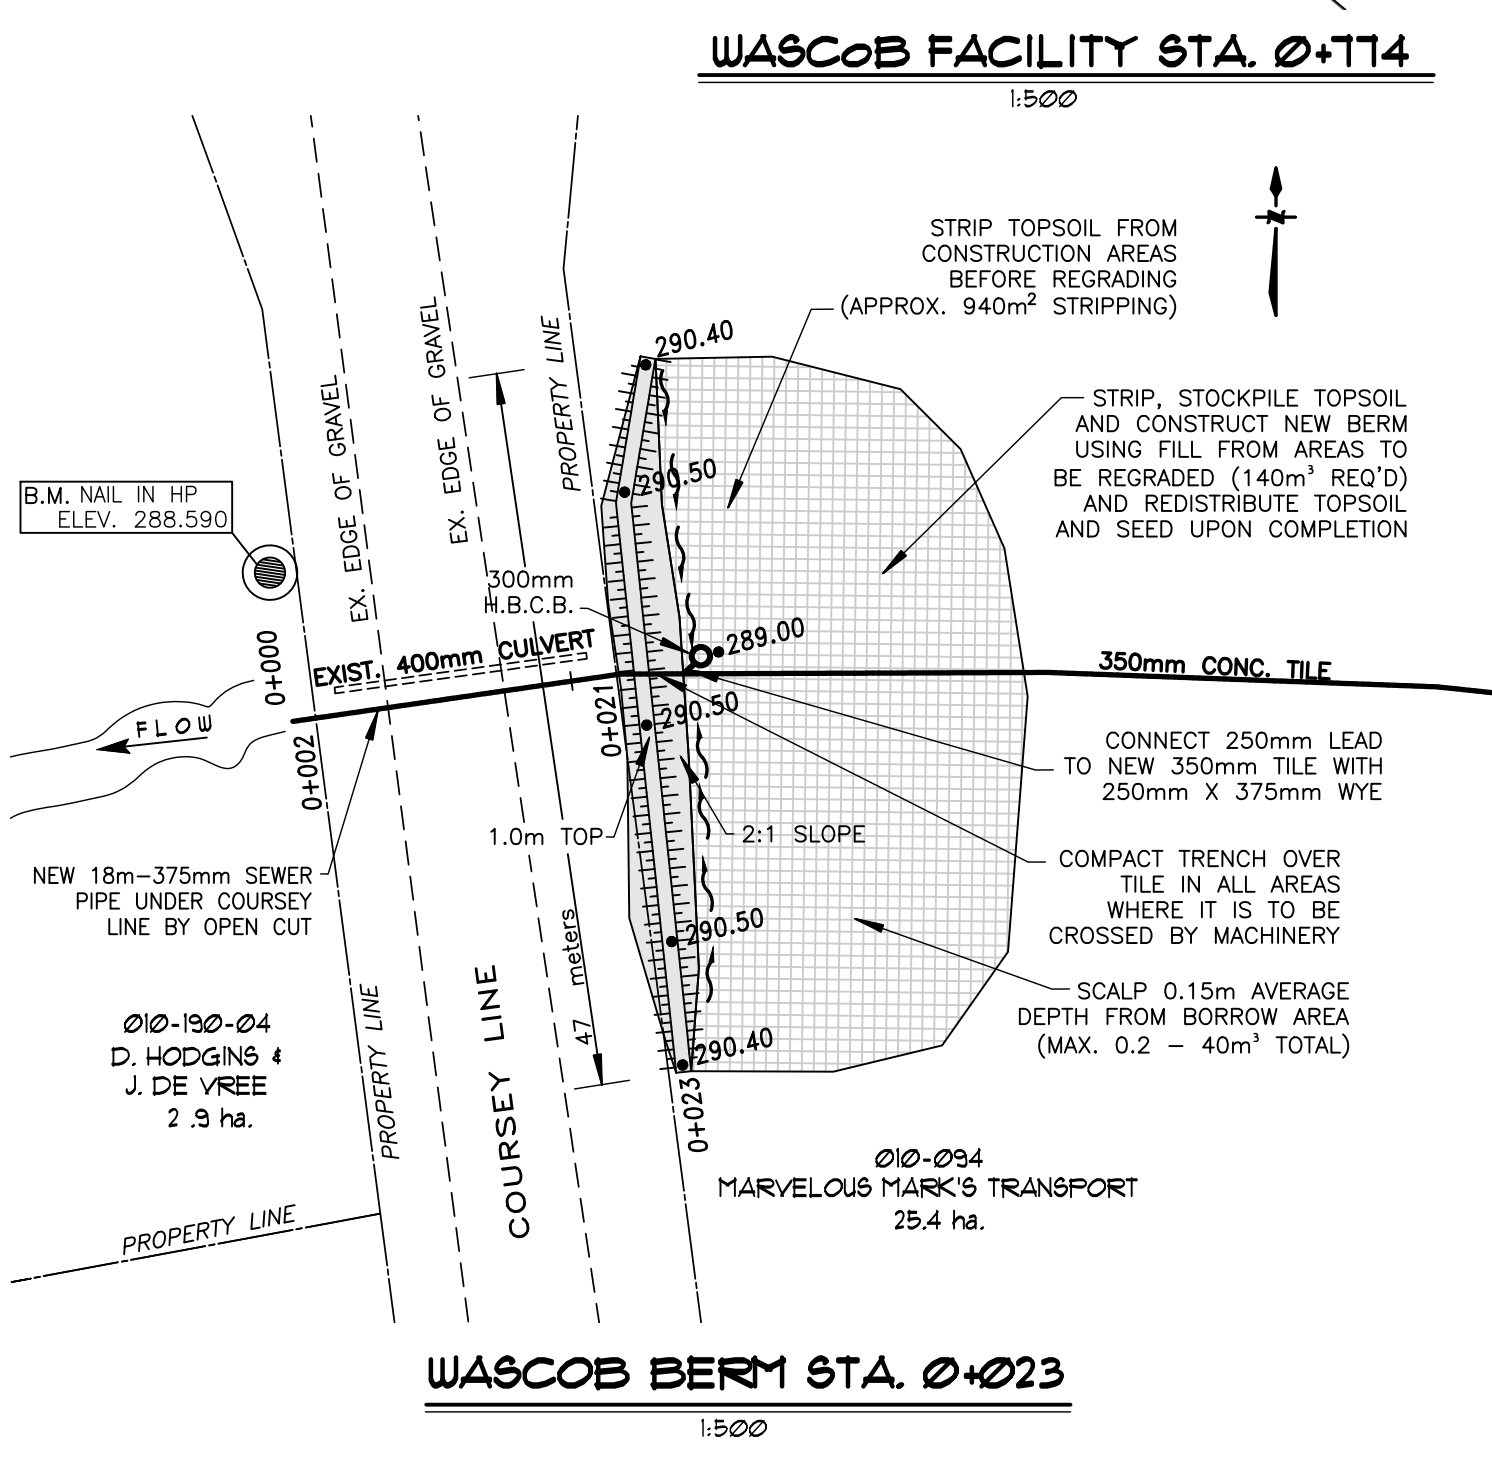 WASCoB FACILITY STA. Ø+774
1:5ØØ
STRIP TOPSOIL FROM
CONSTRUCTION AREAS
BEFORE REGRADING
(APPROX. 940m² STRIPPING)
N
290.40
PROPERTY LINE
EX. EDGE OF GRAVEL
EX. EDGE OF GRAVEL
STRIP, STOCKPILE TOPSOIL
AND CONSTRUCT NEW BERM
USING FILL FROM AREAS TO
BE REGRADED (140m³ REQ'D)
AND REDISTRIBUTE TOPSOIL
AND SEED UPON COMPLETION
290.50
B.M. NAIL IN HP
ELEV. 288.590
300mm
H.B.C.B.
289.00
0+000
EXIST. 400mm CULVERT
350mm CONC. TILE
FLOW
0+002
0+021
290.50
CONNECT 250mm LEAD
TO NEW 350mm TILE WITH
250mm X 375mm WYE
1.0m TOP
2:1 SLOPE
NEW 18m-375mm SEWER
PIPE UNDER COURSEY
LINE BY OPEN CUT
COMPACT TRENCH OVER
TILE IN ALL AREAS
WHERE IT IS TO BE
CROSSED BY MACHINERY
290.50
47 meters
SCALP 0.15m AVERAGE
DEPTH FROM BORROW AREA
(MAX. 0.2 - 40m³ TOTAL)
Ø1Ø-19Ø-Ø4
D. HODGINS &
J. DE VREE
2.9 ha.
PROPERTY LINE
COURSEY LINE
290.40
0+023
Ø1Ø-Ø94
MARVELOUS MARK'S TRANSPORT
25.4 ha.
PROPERTY LINE
WASCOB BERM STA. Ø+Ø23
1:5ØØ